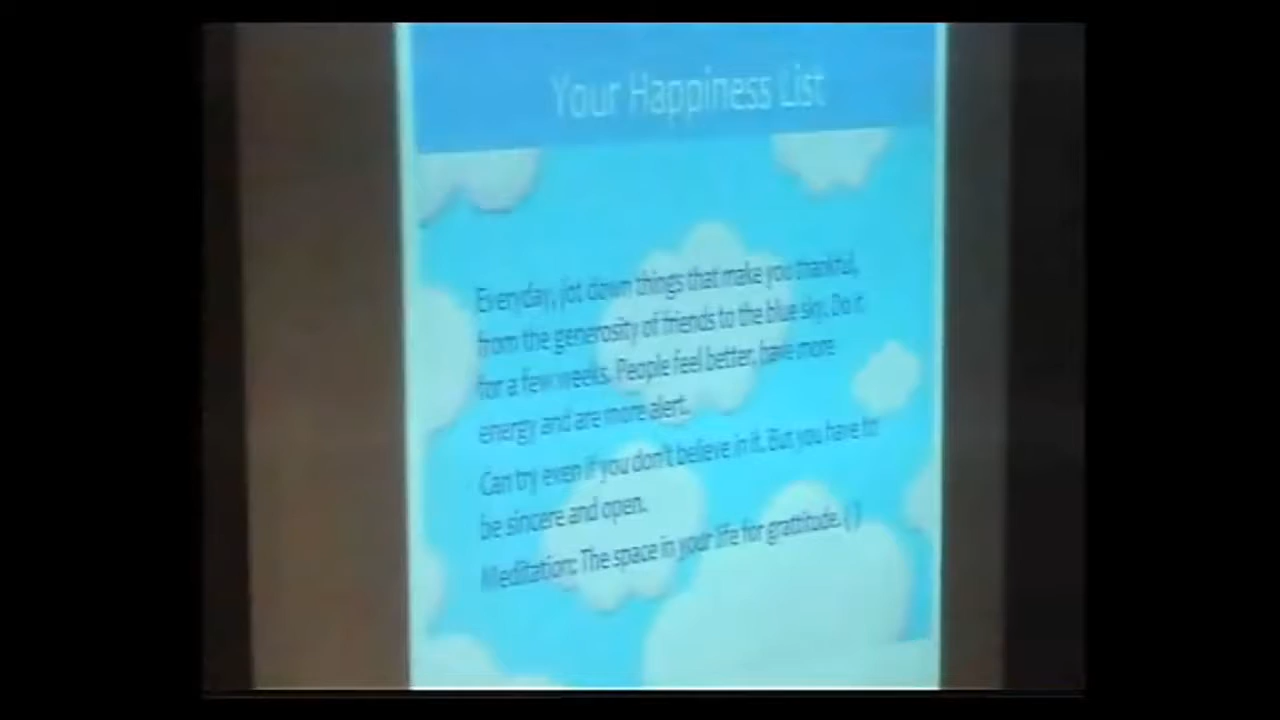 Your Happiness List
Everyday, jot down things that make you thankful,
from the generosity of friends to the blue sky. Do it
for a few weeks. People feel better, have more
energy and are more alert.
Can try even if you don't believe in it. But you have to
be sincere and open.
Meditation: The space in your life for grattitude. ( )